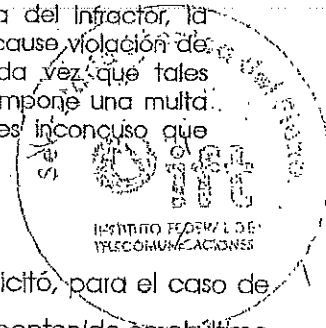 a del infractor, la
cause violación de
da vez que tales
mpone una multa
es inconcuso que
ift
INSTITUTO FEDERAL DE
TELECOMUNICACIONES
icitó, para el caso de